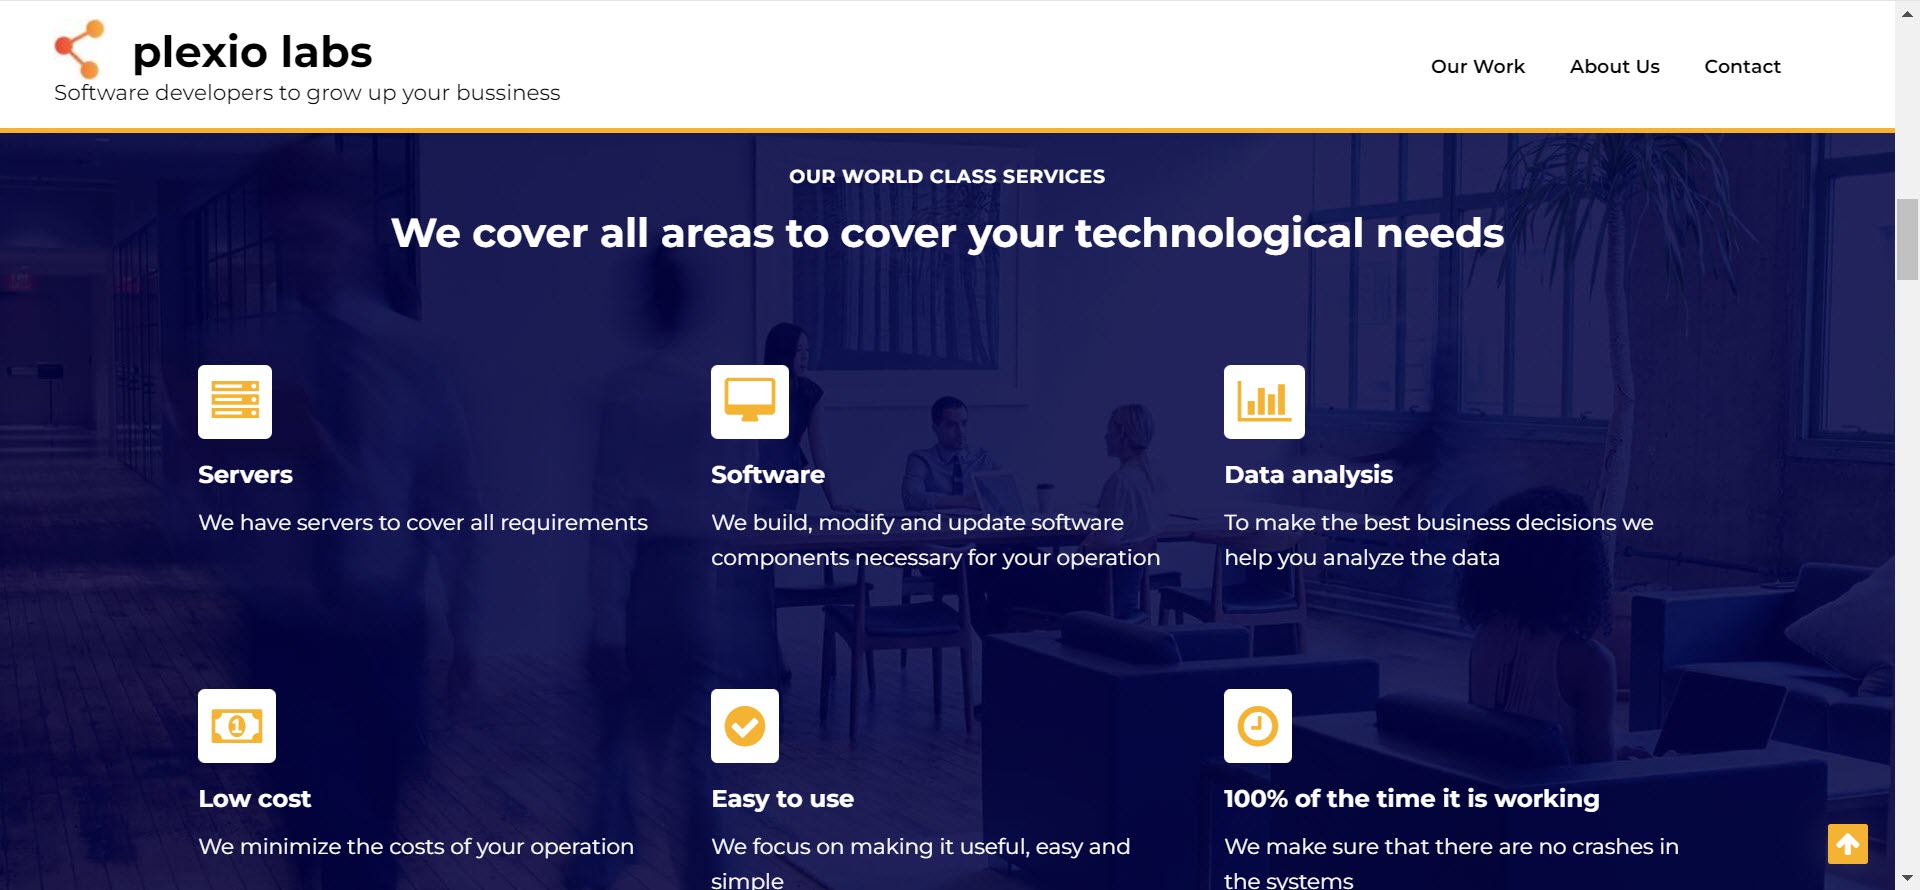 plexio labs
Software developers to grow up your bussiness
Our Work
About Us
Contact
OUR WORLD CLASS SERVICES
We cover all areas to cover your technological needs
Servers
We have servers to cover all requirements
Software
We build, modify and update software
components necessary for your operation
Data analysis
To make the best business decisions we
help you analyze the data
1
Low cost
We minimize the costs of your operation
Easy to use
We focus on making it useful, easy and
simple
100% of the time it is working
We make sure that there are no crashes in
the systems